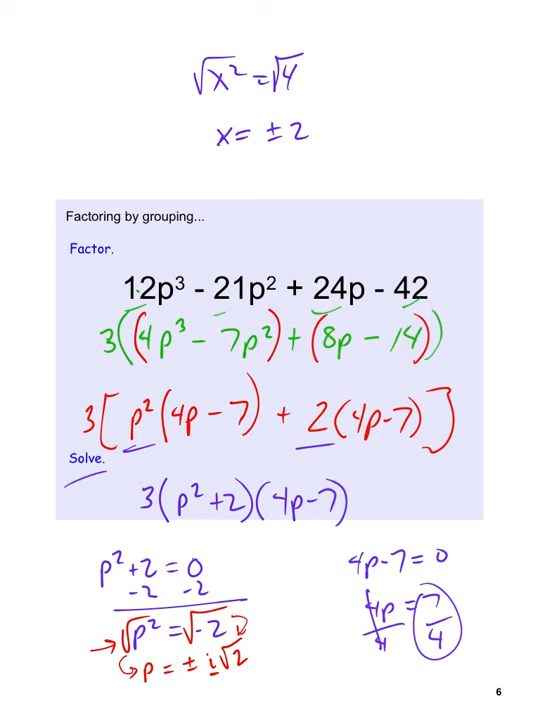 √x² = √4
x = ± 2
Factoring by grouping...
Factor.
12p³ - 21p² + 24p - 42
3((4p³ - 7p²) + (8p - 14))
3[p²(4p - 7) + 2(4p - 7)]
Solve.
3(p² + 2)(4p - 7)
p² + 2 = 0
-2 -2
√p² = √-2
p = ± i√2
4p - 7 = 0
4p = 7
4 4
6